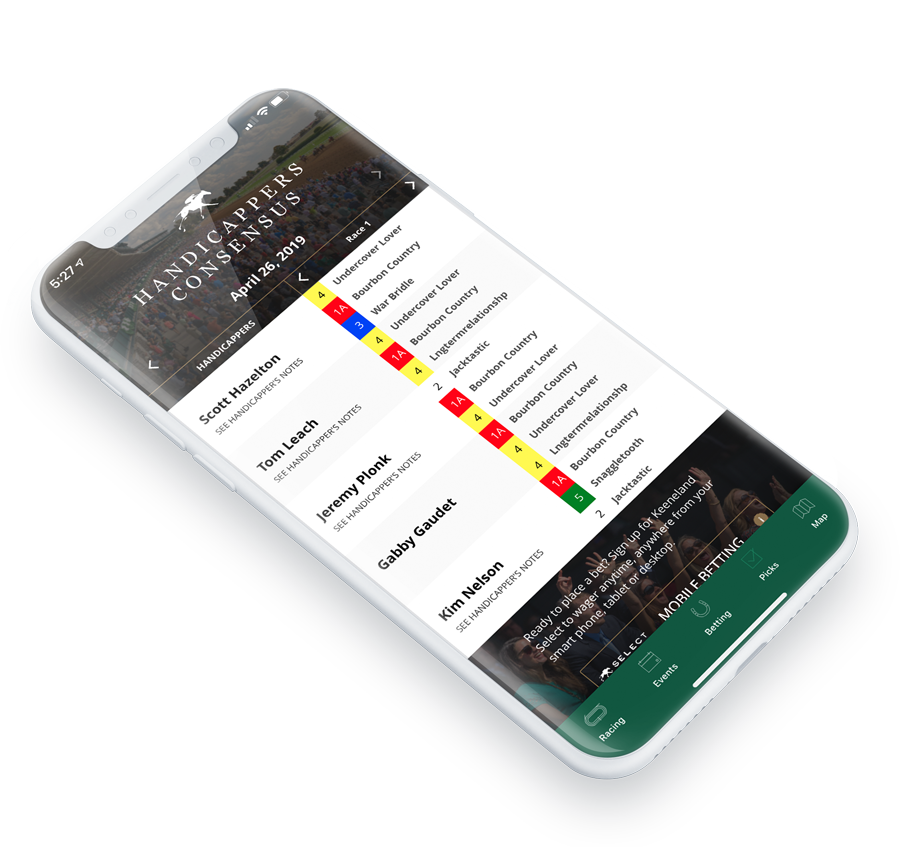 5:27
HANDICAPPERS
CONSENSUS
April 26, 2019
HANDICAPPERS
Race 1
Scott Hazelton
SEE HANDICAPPER'S NOTES
4 Undercover Lover
1A Bourbon Country
3 War Bridle
Tom Leach
SEE HANDICAPPER'S NOTES
4 Undercover Lover
1A Bourbon Country
4 Lngtermrelationshp
Jeremy Plonk
SEE HANDICAPPER'S NOTES
2 Jacktastic
1A Bourbon Country
4 Undercover Lover
Gabby Gaudet
1A Bourbon Country
4 Undercover Lover
4 Lngtermrelationshp
Kim Nelson
SEE HANDICAPPER'S NOTES
1A Bourbon Country
5 Snaggletooth
2 Jacktastic
Ready to place a bet? Sign up for Keeneland
Select to wager anytime, anywhere from your
smart phone, tablet or desktop.
SELECT MOBILE BETTING
Racing
Events
Betting
Picks
Map